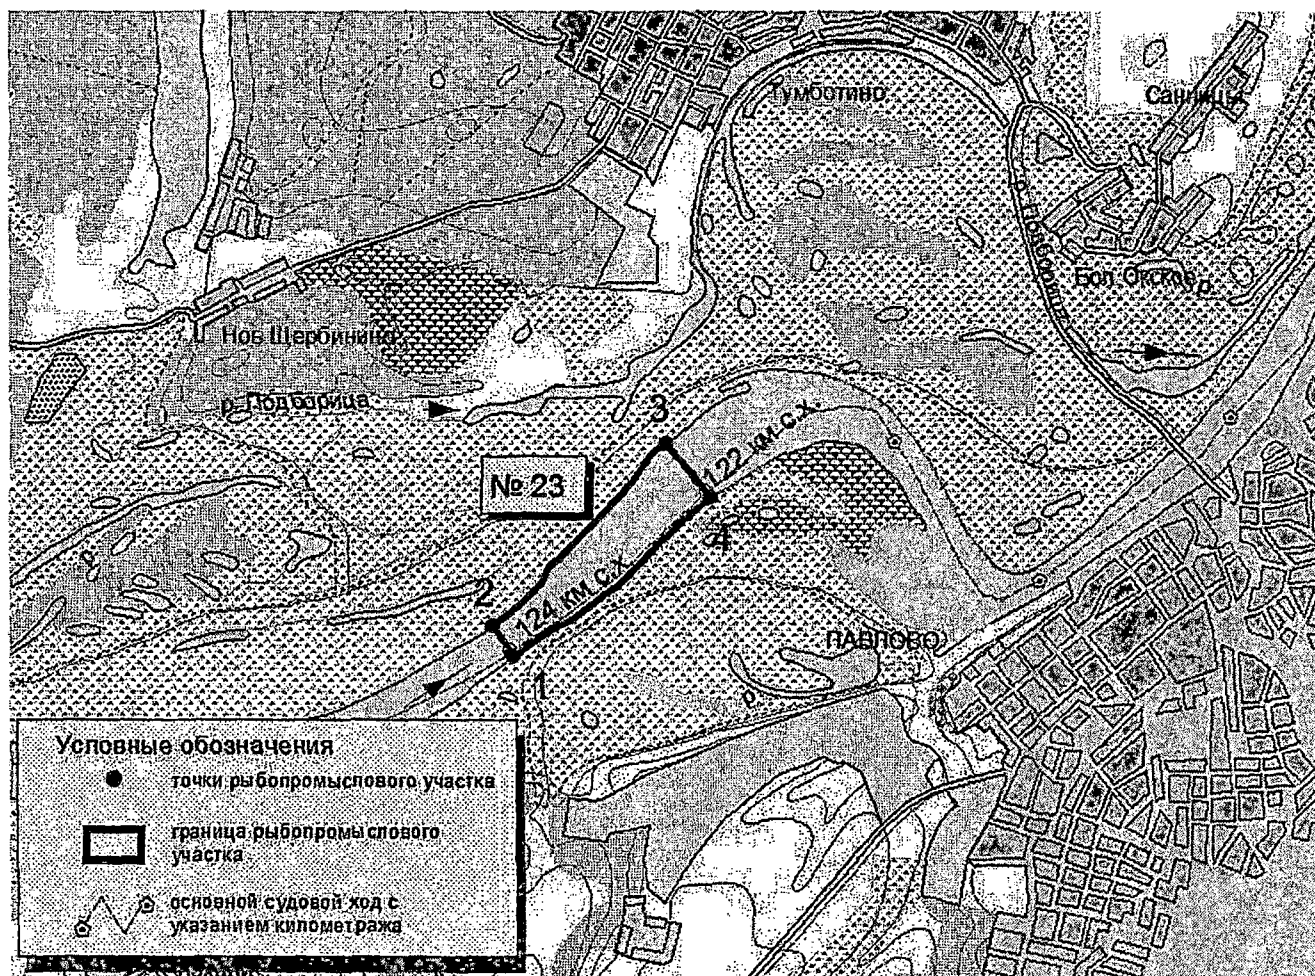 Тумботино
Санницы
р. Тумботинка
Бол Окское
р.
Нов Щербинино
р. Подборица
3
122 км.с.х.
№ 23
4
р.
2
124 км.с.х.
ПАВЛОВО
1
р.
Условные обозначения
точки рыбопромыслового участка
граница рыбопромыслового
участка
основной судовой ход с
указанием километража